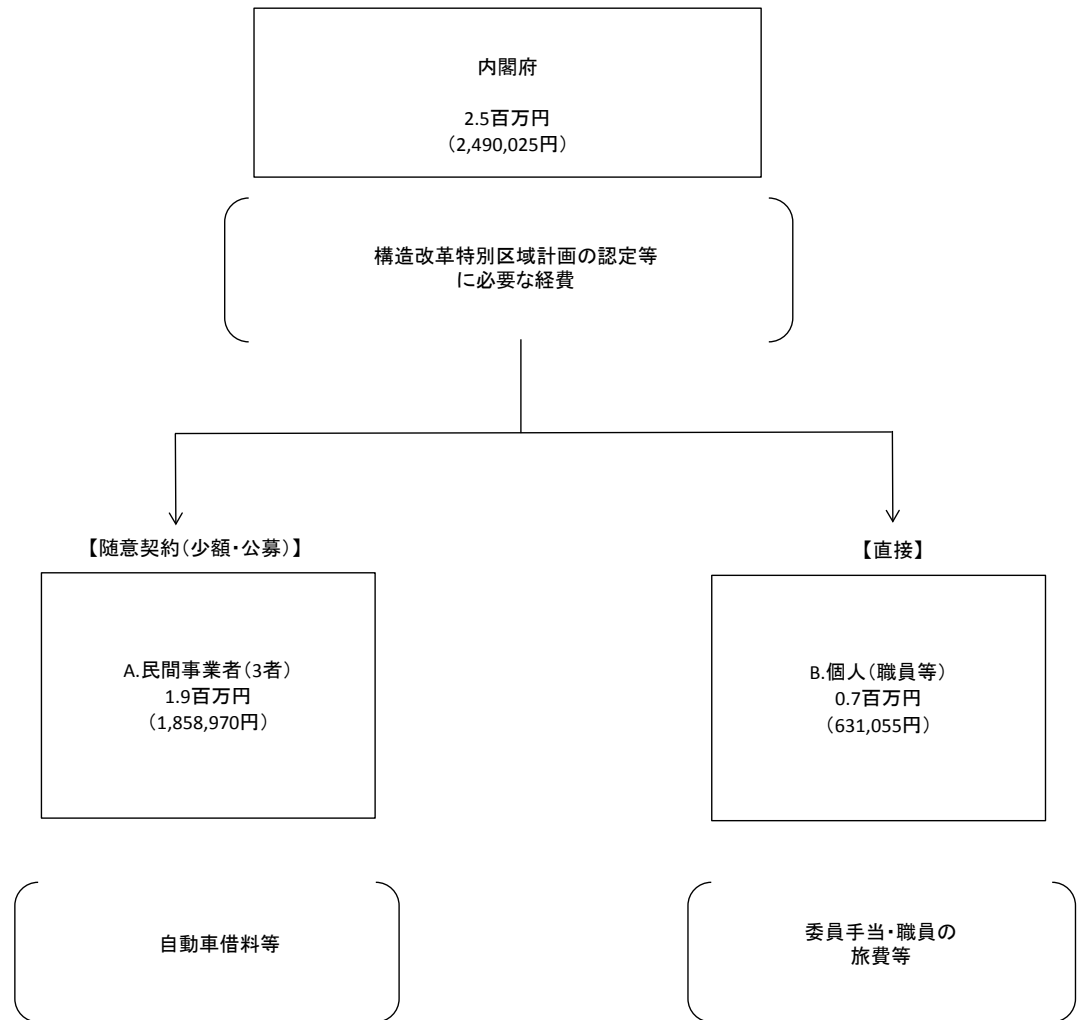 内閣府
2.5百万円
(2,490,025円)
構造改革特別区域計画の認定等
に必要な経費
【随意契約(少額・公募)】
A.民間事業者(3者)
1.9百万円
(1,858,970円)
自動車借料等
【直接】
B.個人(職員等)
0.7百万円
(631,055円)
委員手当・職員の
旅費等